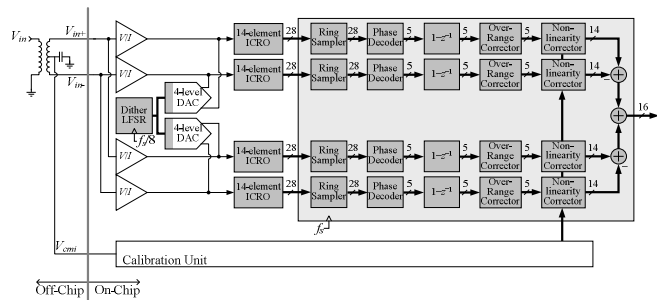 Vin
Vin+
Vin-
V/I
V/I
V/I
V/I
Dither LFSR
fs/8
4-level DAC
4-level DAC
14-element ICRO 28 Ring Sampler 28 Phase Decoder 5 1−z⁻¹ 5 Over-Range Corrector 5 Non-linearity Corrector 14
14-element ICRO 28 Ring Sampler 28 Phase Decoder 5 1−z⁻¹ 5 Over-Range Corrector 5 Non-linearity Corrector 14
−
+
+
16
14-element ICRO 28 Ring Sampler 28 Phase Decoder 5 1−z⁻¹ 5 Over-Range Corrector 5 Non-linearity Corrector 14
+
−
14-element ICRO 28 Ring Sampler 28 Phase Decoder 5 1−z⁻¹ 5 Over-Range Corrector 5 Non-linearity Corrector 14
fs
Vcmi
Calibration Unit
Off-Chip On-Chip